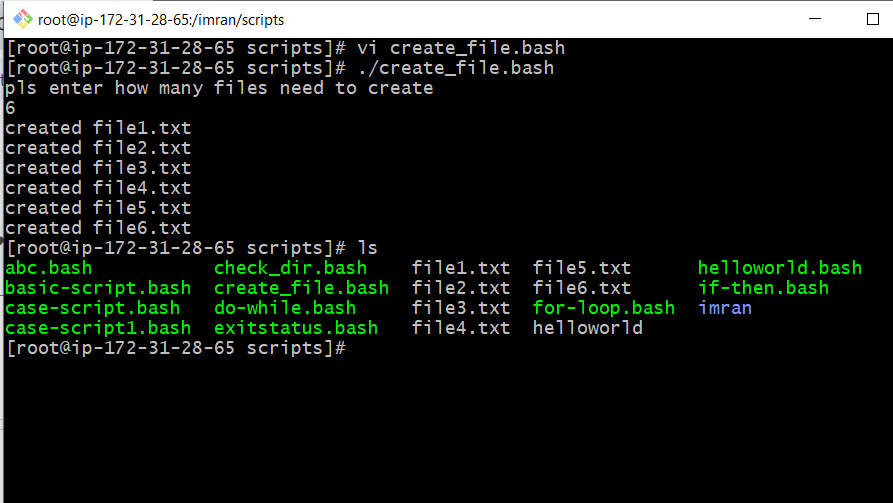 root@ip-172-31-28-65:/imran/scripts
[root@ip-172-31-28-65 scripts]# vi create_file.bash
[root@ip-172-31-28-65 scripts]# ./create_file.bash
pls enter how many files need to create
6
created file1.txt
created file2.txt
created file3.txt
created file4.txt
created file5.txt
created file6.txt
[root@ip-172-31-28-65 scripts]# ls
abc.bash check_dir.bash file1.txt file5.txt helloworld.bash
basic-script.bash create_file.bash file2.txt file6.txt if-then.bash
case-script.bash do-while.bash file3.txt for-loop.bash imran
case-script1.bash exitstatus.bash file4.txt helloworld
[root@ip-172-31-28-65 scripts]#